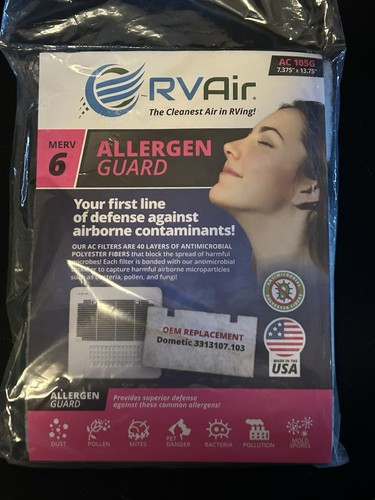 AC 105G
7.375" x 13.75"
RVAir
The Cleanest Air in RVing!
MERV
6
ALLERGEN
GUARD
Your first line
of defense against
airborne contaminants!
OUR AC FILTERS ARE 40 LAYERS OF ANTIMICROBIAL
POLYESTER FIBERS that block the spread of harmful
microbes! Each filter is bonded with our antimicrobial
to capture harmful airborne microparticles
such as bacteria, pollen, and fungi!
ANTIMICROBIAL
OEM REPLACEMENT
Dometic 3313107.103
MADE IN THE
USA
ALLERGEN
GUARD
Provides superior defense
against these common allergens!
DUST
POLLEN
MITES
PET
DANDER
BACTERIA
POLLUTION
MOLD
SPORES